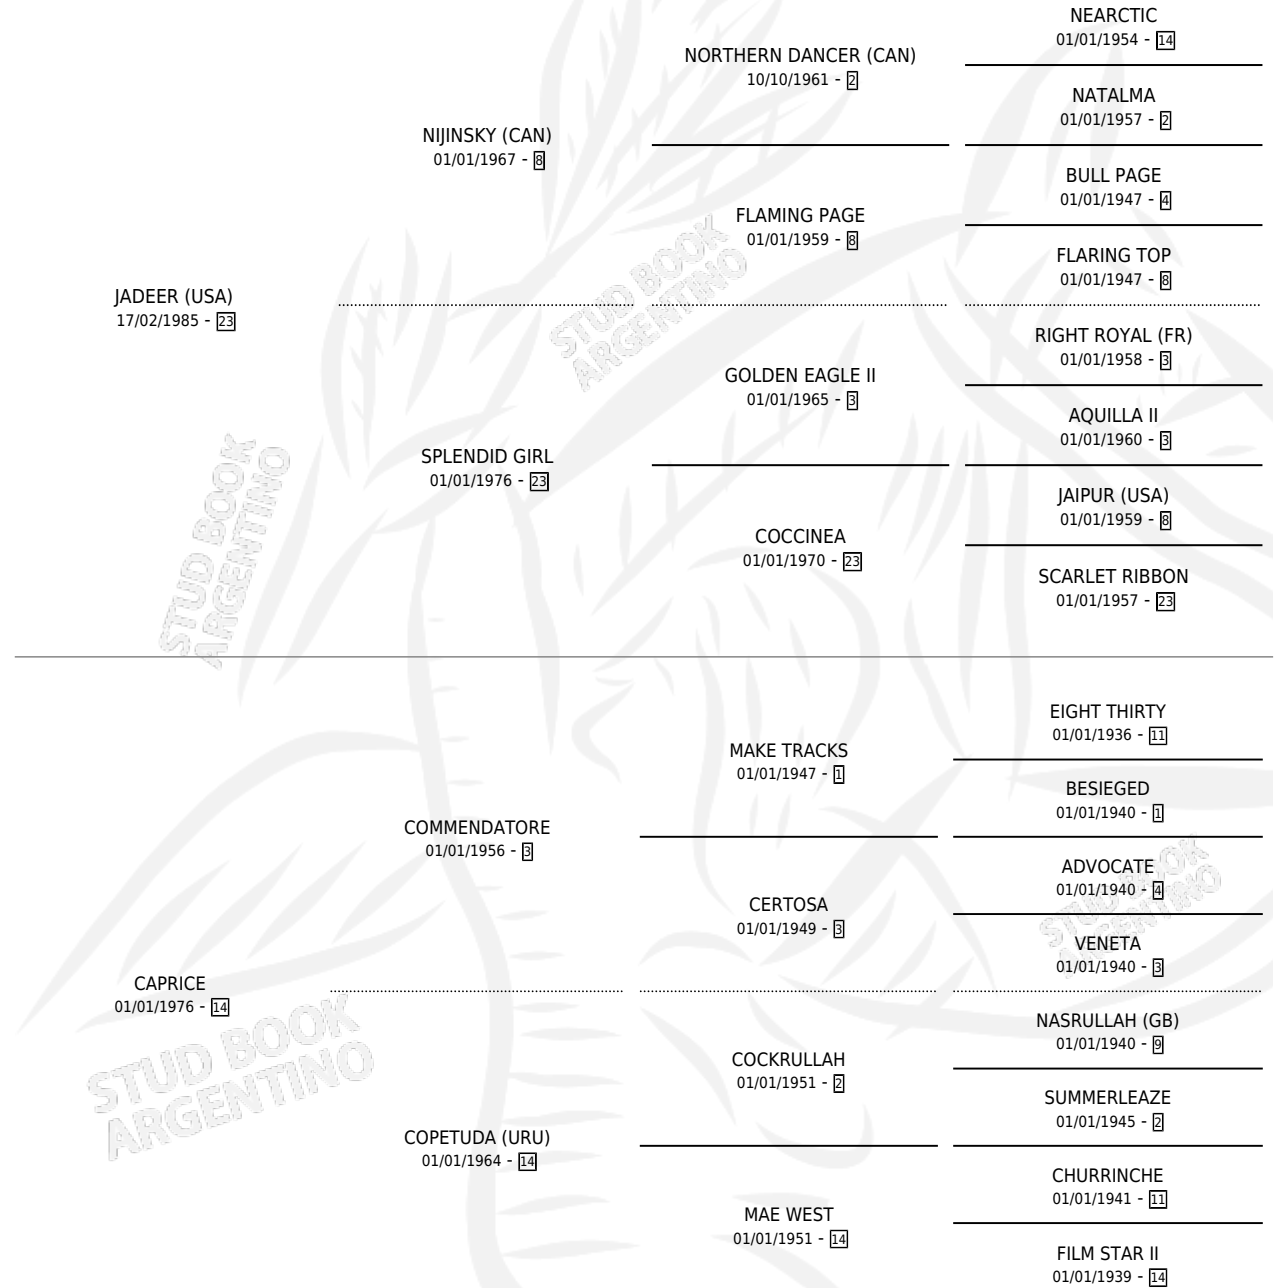 NEARCTIC
01/01/1954 - 14
NORTHERN DANCER (CAN)
10/10/1961 - 2
NATALMA
01/01/1957 - 2
NIJINSKY (CAN)
01/01/1967 - 8
BULL PAGE
01/01/1947 - 4
FLAMING PAGE
01/01/1959 - 8
FLARING TOP
01/01/1947 - 8
JADEER (USA)
17/02/1985 - 23
STUD BOOK
ARGENTINO
RIGHT ROYAL (FR)
01/01/1958 - 3
GOLDEN EAGLE II
01/01/1965 - 3
AQUILLA II
01/01/1960 - 3
SPLENDID GIRL
01/01/1976 - 23
JAIPUR (USA)
01/01/1959 - 8
COCCINEA
01/01/1970 - 23
SCARLET RIBBON
01/01/1957 - 23
STUD BOOK
ARGENTINO
EIGHT THIRTY
01/01/1936 - 11
MAKE TRACKS
01/01/1947 - 1
BESIEGED
01/01/1940 - 1
COMMENDATORE
01/01/1956 - 3
ADVOCATE
01/01/1940 - 4
CERTOSA
01/01/1949 - 3
VENETA
01/01/1940 - 3
STUD BOOK
ARGENTINO
CAPRICE
01/01/1976 - 14
NASRULLAH (GB)
01/01/1940 - 9
COCKRULLAH
01/01/1951 - 2
SUMMERLEAZE
01/01/1945 - 2
STUD BOOK
ARGENTINO
COPETUDA (URU)
01/01/1964 - 14
CHURRINCHE
01/01/1941 - 11
MAE WEST
01/01/1951 - 14
FILM STAR II
01/01/1939 - 14